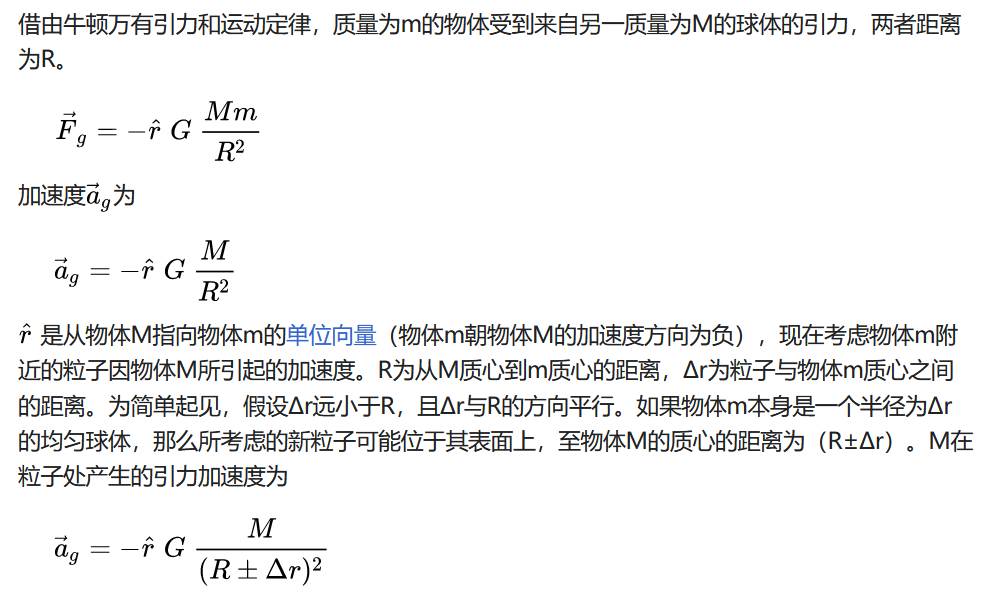 借由牛顿万有引力和运动定律，质量为m的物体受到来自另一质量为M的球体的引力，两者距离
为R。
$\vec{F}_g = -\hat{r}\ G\ \frac{Mm}{R^2}$
加速度$\vec{a}_g$为
$\vec{a}_g = -\hat{r}\ G\ \frac{M}{R^2}$
$\hat{r}$ 是从物体M指向物体m的单位向量（物体m朝物体M的加速度方向为负），现在考虑物体m附
近的粒子因物体M所引起的加速度。R为从M质心到m质心的距离，Δr为粒子与物体m质心之间
的距离。为简单起见，假设Δr远小于R，且Δr与R的方向平行。如果物体m本身是一个半径为Δr
的均匀球体，那么所考虑的新粒子可能位于其表面上，至物体M的质心的距离为（R±Δr）。M在
粒子处产生的引力加速度为
$\vec{a}_g = -\hat{r}\ G\ \frac{M}{(R \pm \Delta r)^2}$